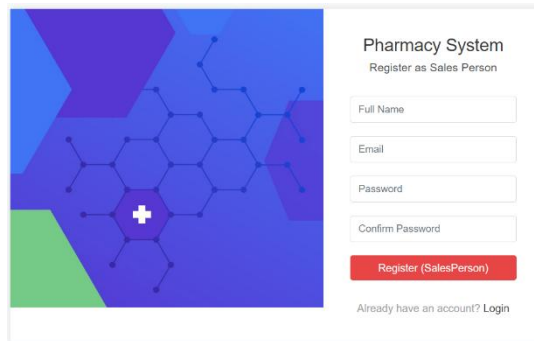 Pharmacy System
Register as Sales Person
Full Name
Email
Password
Confirm Password
Register (SalesPerson)
Already have an account? Login